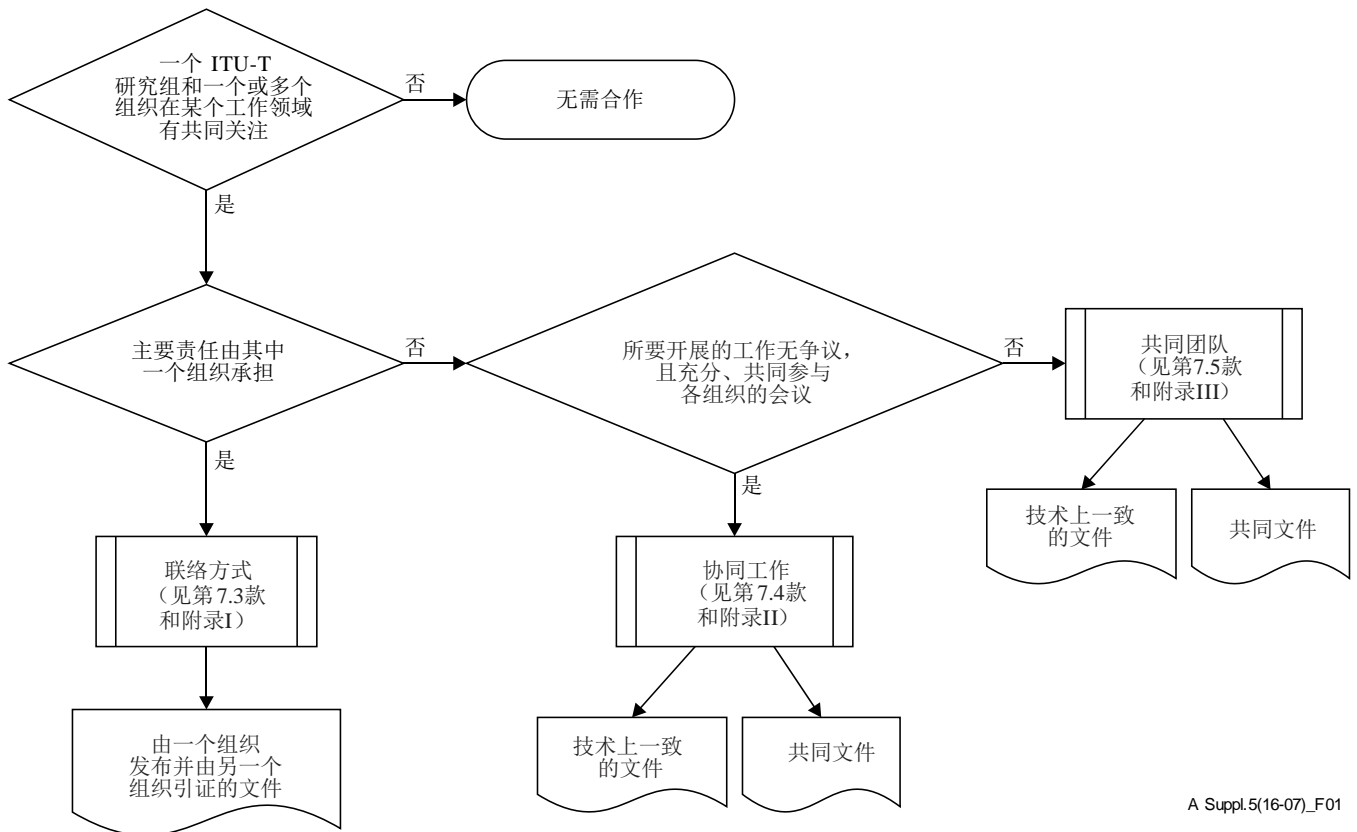 一个 ITU-T
研究组和一个或多个
组织在某个工作领域
有共同关注
否
无需合作
是
主要责任由其中
一个组织承担
否
所要开展的工作无争议，
且充分、共同参与
各组织的会议
否
共同团队
（见第7.5款
和附录III）
是
是
技术上一致
的文件
共同文件
联络方式
（见第7.3款
和附录I）
协同工作
（见第7.4款
和附录II）
由一个组织
发布并由另一个
组织引证的文件
技术上一致
的文件
共同文件
A Suppl.5(16-07)_F01